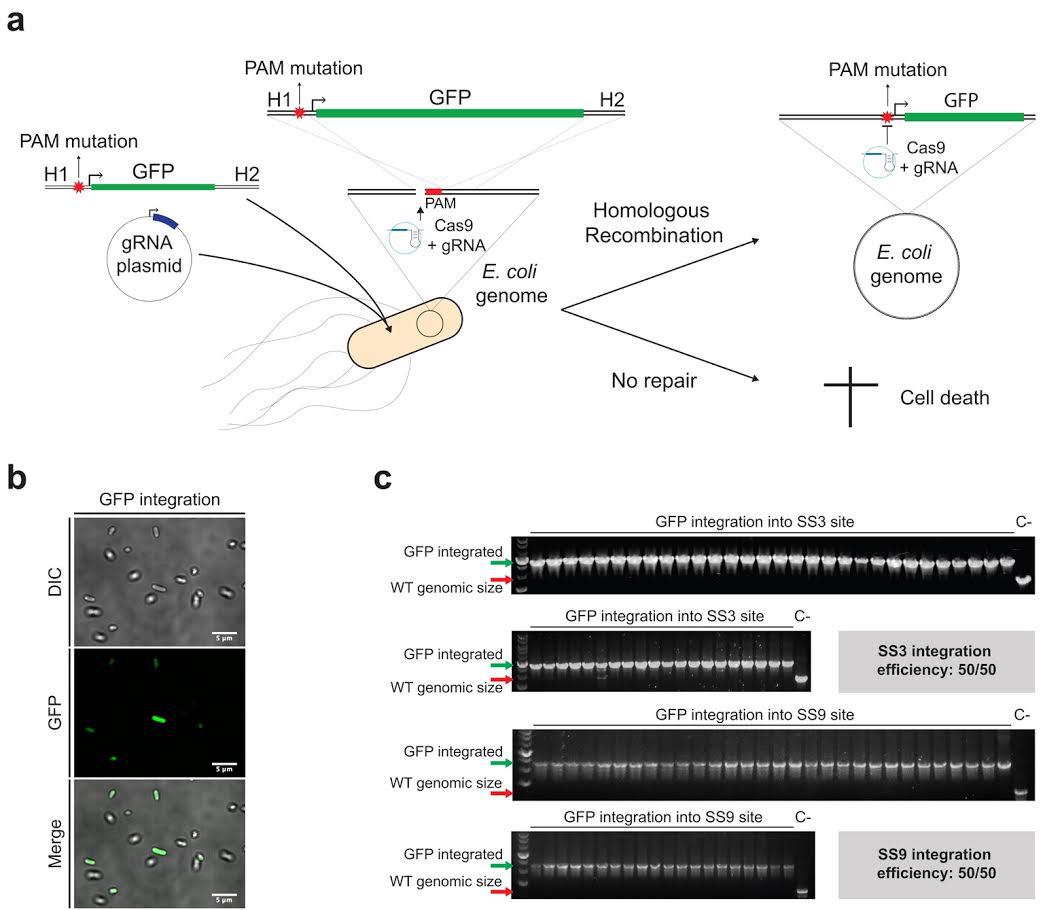 a
PAM mutation
H1 GFP H2
PAM mutation
H1 GFP H2
gRNA
plasmid
PAM
Cas9
+ gRNA
E. coli
genome
Homologous
Recombination
No repair
PAM mutation
GFP
Cas9
+ gRNA
E. coli
genome
Cell death
b
GFP integration
DIC
5 µm
GFP
5 µm
Merge
5 µm
c
GFP integration into SS3 site C-
GFP integrated
WT genomic size
GFP integration into SS3 site C-
GFP integrated
WT genomic size
SS3 integration
efficiency: 50/50
GFP integration into SS9 site C-
GFP integrated
WT genomic size
GFP integration into SS9 site C-
GFP integrated
WT genomic size
SS9 integration
efficiency: 50/50